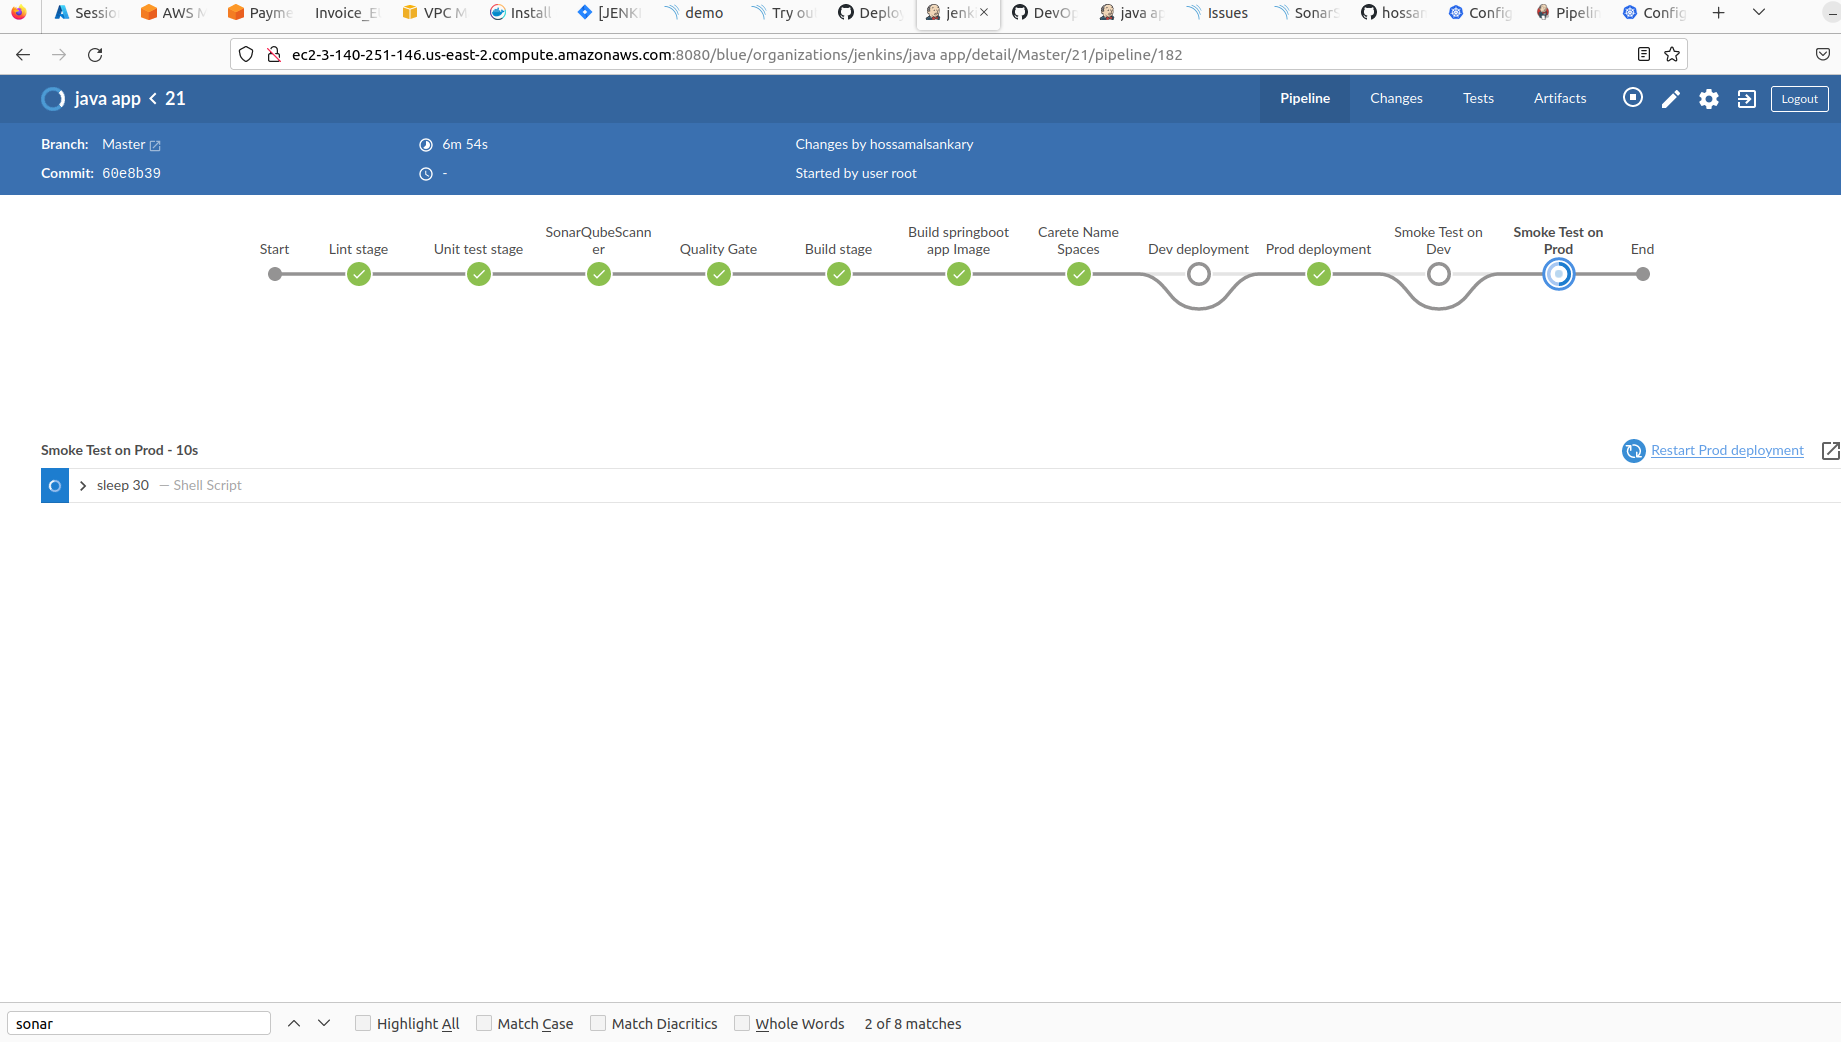 Sessio AWS M Payme Invoice_E VPC M Install [JENK demo Try ou Deploy jenk × DevOp java ap Issues SonarS hossan Config Pipelin Config
ec2-3-140-251-146.us-east-2.compute.amazonaws.com:8080/blue/organizations/jenkins/java app/detail/Master/21/pipeline/182
java app < 21 Pipeline Changes Tests Artifacts Logout
Branch: Master 6m 54s Changes by hossamalsankary
Commit: 60e8b39 - Started by user root
Start
Lint stage
Unit test stage
SonarQubeScann
er
Quality Gate
Build stage
Build springboot
app Image
Carete Name
Spaces
Dev deployment
Prod deployment
Smoke Test on
Dev
Smoke Test on
Prod
End
Smoke Test on Prod - 10s Restart Prod deployment
sleep 30 — Shell Script
sonar Highlight All Match Case Match Diacritics Whole Words 2 of 8 matches